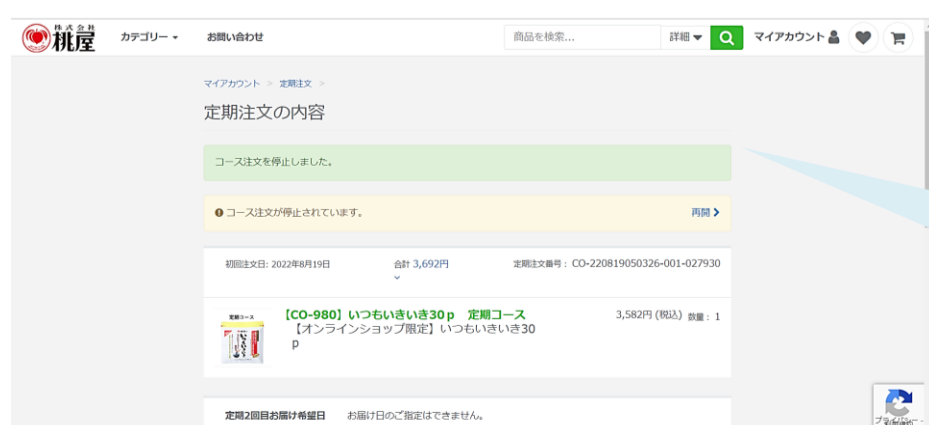 株式会社
桃屋
カテゴリー
お問い合わせ
商品を検索...
詳細
マイアカウント
マイアカウント > 定期注文 >
定期注文の内容
コース注文を停止しました。
コース注文が停止されています。
再開
初回注文日: 2022年8月19日
合計 3,692円
定期注文番号： CO-220819050326-001-027930
定期コース
【CO-980】いつもいきいき30ｐ　定期コース
3,582円 (税込) 数量： 1
【オンラインショップ限定】いつもいきいき30
ｐ
定期2回目お届け希望日
お届け日のご指定はできません。